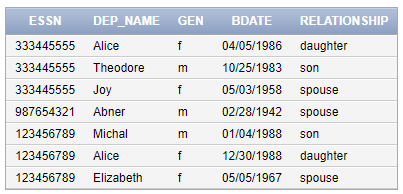 ESSN DEP_NAME GEN BDATE RELATIONSHIP
333445555 Alice f 04/05/1986 daughter
333445555 Theodore m 10/25/1983 son
333445555 Joy f 05/03/1958 spouse
987654321 Abner m 02/28/1942 spouse
123456789 Michal m 01/04/1988 son
123456789 Alice f 12/30/1988 daughter
123456789 Elizabeth f 05/05/1967 spouse